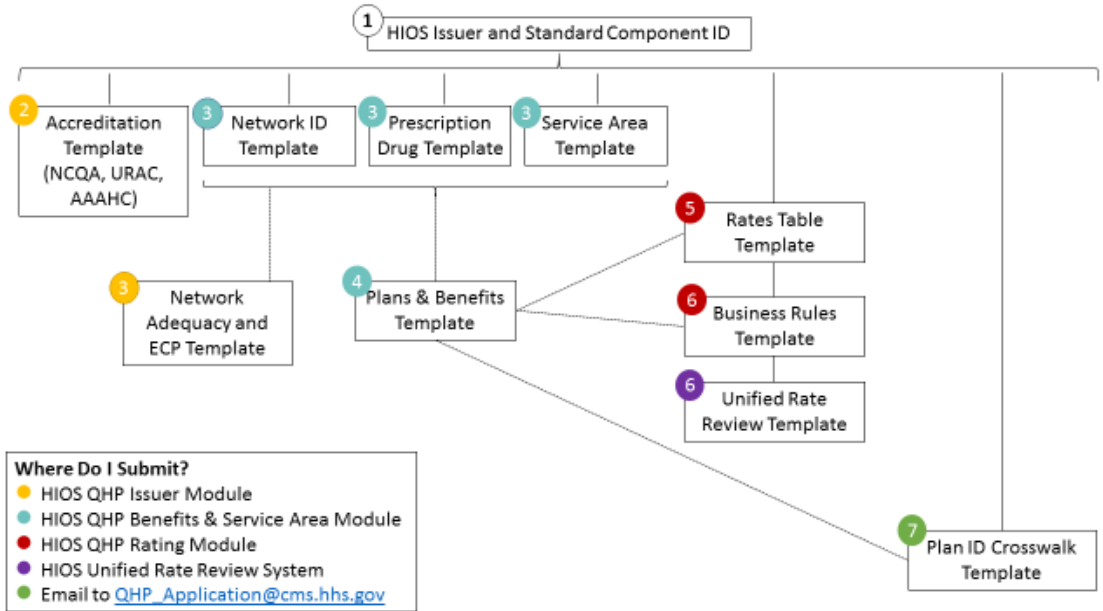 1
HIOS Issuer and Standard Component ID
2
Accreditation
Template
(NCQA, URAC,
AAAHC)
3
Network ID
Template
3
Prescription
Drug Template
3
Service Area
Template
5
Rates Table
Template
3
Network
Adequacy and
ECP Template
4
Plans & Benefits
Template
6
Business Rules
Template
6
Unified Rate
Review Template
7
Plan ID Crosswalk
Template
Where Do I Submit?
HIOS QHP Issuer Module
HIOS QHP Benefits & Service Area Module
HIOS QHP Rating Module
HIOS Unified Rate Review System
Email to QHP_Application@cms.hhs.gov